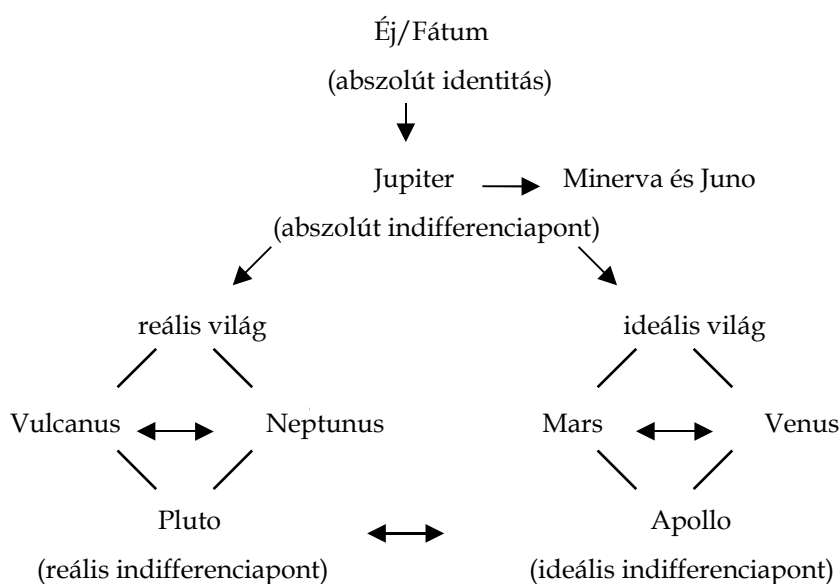 Éj/Fátum
(abszolút identitás)
Jupiter Minerva és Juno
(abszolút indifferenciapont)
reális világ ideális világ
Vulcanus Neptunus Mars Venus
Pluto Apollo
(reális indifferenciapont) (ideális indifferenciapont)